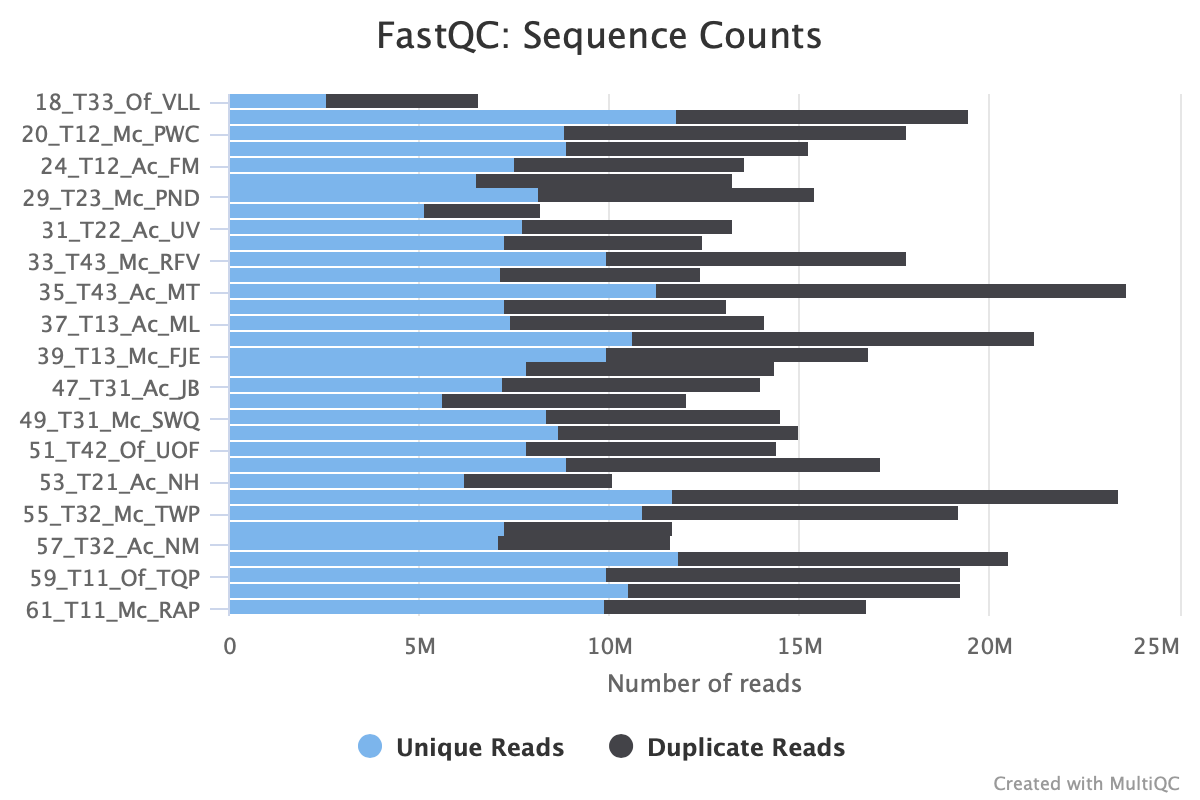 FastQC: Sequence Counts
18_T33_Of_VLL
20_T12_Mc_PWC
24_T12_Ac_FM
29_T23_Mc_PND
31_T22_Ac_UV
33_T43_Mc_RFV
35_T43_Ac_MT
37_T13_Ac_ML
39_T13_Mc_FJE
47_T31_Ac_JB
49_T31_Mc_SWQ
51_T42_Of_UOF
53_T21_Ac_NH
55_T32_Mc_TWP
57_T32_Ac_NM
59_T11_Of_TQP
61_T11_Mc_RAP
0 5M 10M 15M 20M 25M
Number of reads
Unique Reads Duplicate Reads
Created with MultiQC